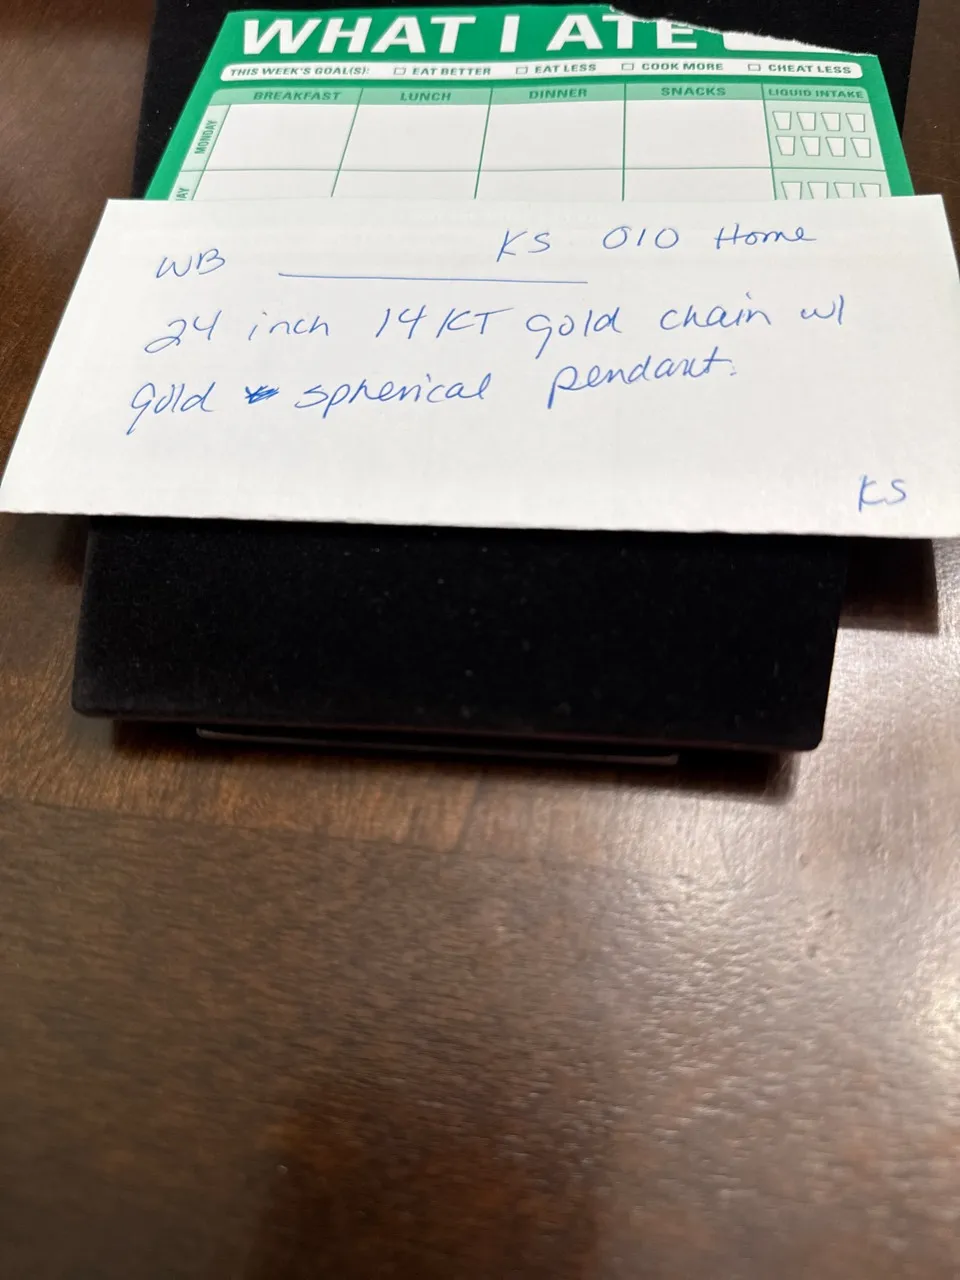 WHAT I ATE
THIS WEEK'S GOAL(S): EAT BETTER EAT LESS COOK MORE CHEAT LESS
BREAKFAST LUNCH DINNER SNACKS LIQUID INTAKE
MONDAY
AY
WB KS 010 Home
24 inch 14KT gold chain w/
gold spherical pendant.
KS